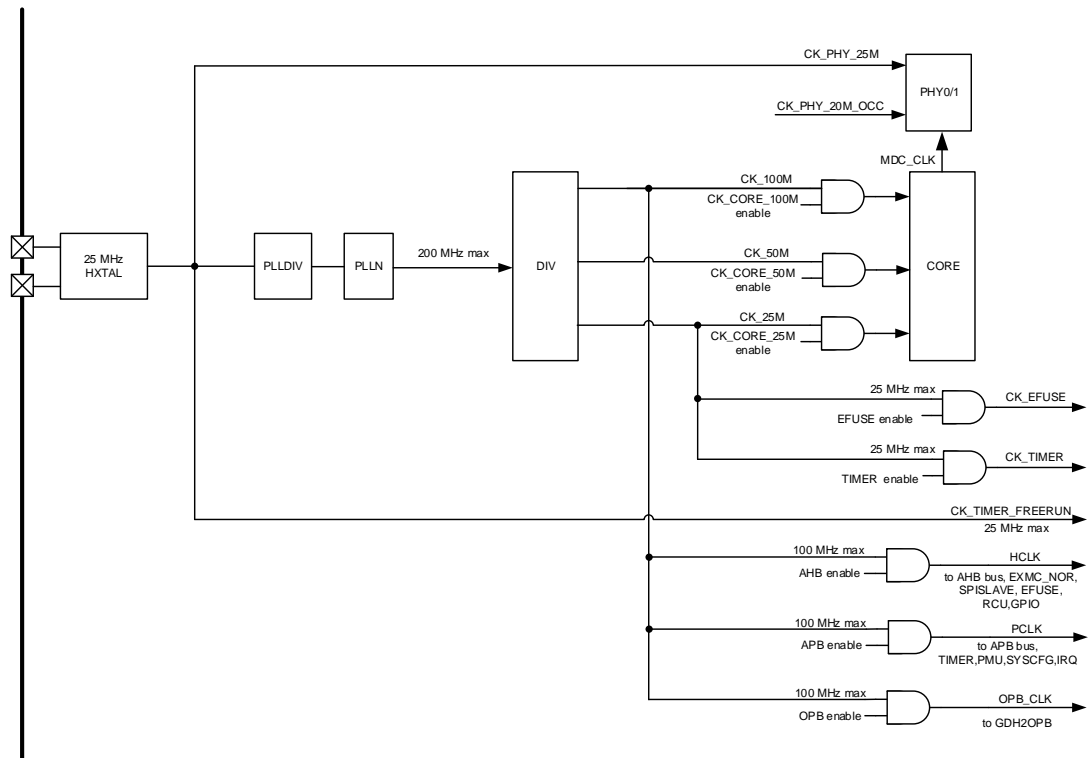 CK_PHY_25M
PHY0/1
CK_PHY_20M_OCC
MDC_CLK
CK_100M
CK_CORE_100M
enable
25 MHz
HXTAL
PLLDIV
PLLN
200 MHz max
DIV
CK_50M
CK_CORE_50M
enable
CORE
CK_25M
CK_CORE_25M
enable
25 MHz max
CK_EFUSE
EFUSE enable
25 MHz max
CK_TIMER
TIMER enable
CK_TIMER_FREERUN
25 MHz max
100 MHz max
HCLK
AHB enable
to AHB bus, EXMC_NOR,
SPISLAVE, EFUSE,
RCU,GPIO
100 MHz max
PCLK
APB enable
to APB bus,
TIMER,PMU,SYSCFG,IRQ
100 MHz max
OPB_CLK
OPB enable
to GDH2OPB